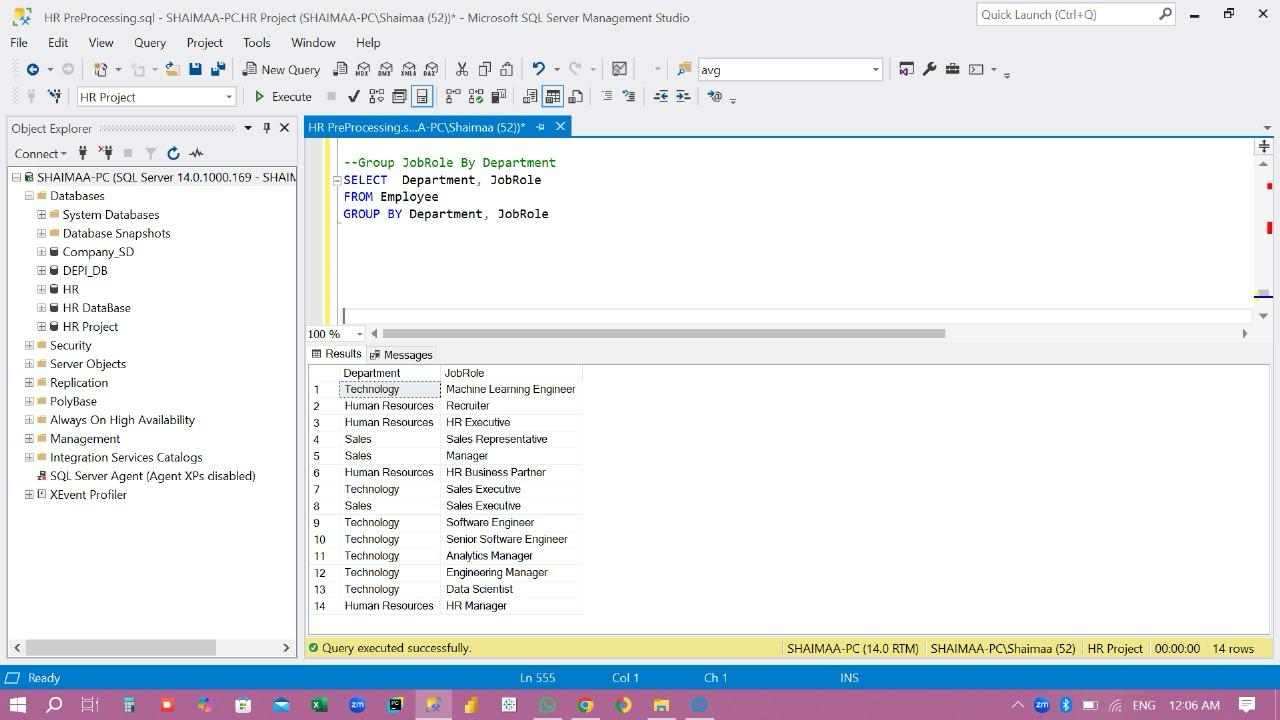 HR PreProcessing.sql - SHAIMAA-PC.HR Project (SHAIMAA-PC\Shaimaa (52))* - Microsoft SQL Server Management Studio
Quick Launch (Ctrl+Q)
File Edit View Query Project Tools Window Help
New Query
MDX DMX XMLA DAX
avg
HR Project
Execute
Object Explorer
HR PreProcessing.s...A-PC\Shaimaa (52))*
Connect
SHAIMAA-PC (SQL Server 14.0.1000.169 - SHAIM
Databases
System Databases
Database Snapshots
Company_SD
DEPI_DB
HR
HR DataBase
HR Project
Security
Server Objects
Replication
PolyBase
Always On High Availability
Management
Integration Services Catalogs
SQL Server Agent (Agent XPs disabled)
XEvent Profiler
--Group JobRole By Department
SELECT Department, JobRole
FROM Employee
GROUP BY Department, JobRole
100 %
Results Messages
Department JobRole
1 Technology Machine Learning Engineer
2 Human Resources Recruiter
3 Human Resources HR Executive
4 Sales Sales Representative
5 Sales Manager
6 Human Resources HR Business Partner
7 Technology Sales Executive
8 Sales Sales Executive
9 Technology Software Engineer
10 Technology Senior Software Engineer
11 Technology Analytics Manager
12 Technology Engineering Manager
13 Technology Data Scientist
14 Human Resources HR Manager
Query executed successfully.
SHAIMAA-PC (14.0 RTM) SHAIMAA-PC\Shaimaa (52) HR Project 00:00:00 14 rows
Ready Ln 555 Col 1 Ch 1 INS
zm PC zm ENG 12:06 AM